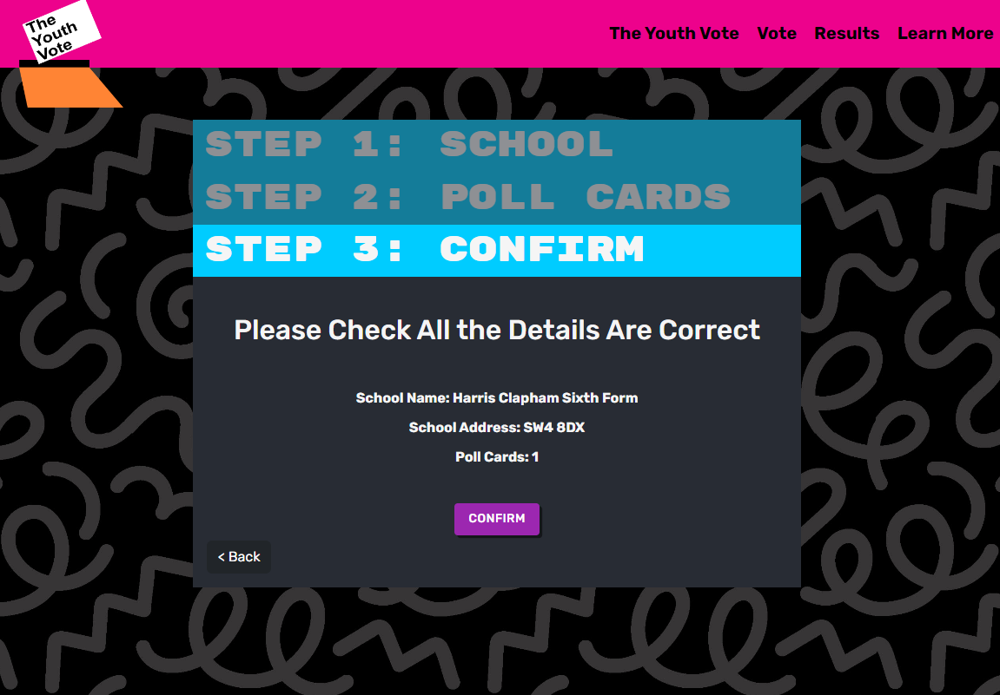 The
Youth
Vote
The Youth Vote Vote Results Learn More
STEP 1: SCHOOL
STEP 2: POLL CARDS
STEP 3: CONFIRM
Please Check All the Details Are Correct
School Name: Harris Clapham Sixth Form
School Address: SW4 8DX
Poll Cards: 1
CONFIRM
< Back